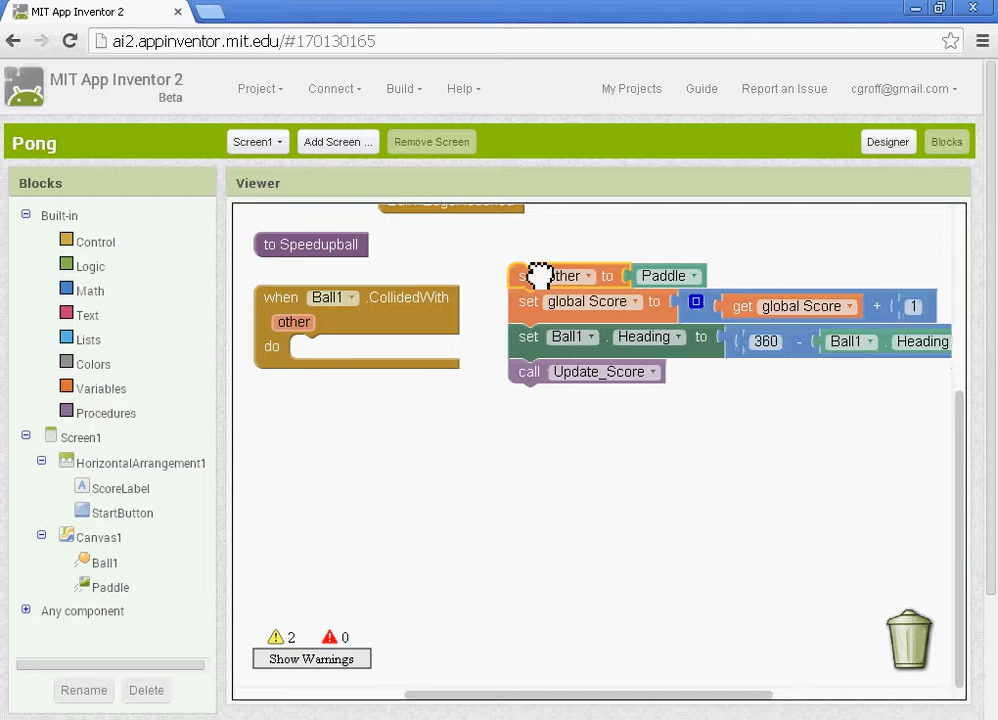 MIT App Inventor 2
ai2.appinventor.mit.edu/#170130165
MIT App Inventor 2
Beta
Project
Connect
Build
Help
My Projects
Guide
Report an Issue
cgroff@gmail.com
Pong
Screen1
Add Screen ...
Remove Screen
Designer
Blocks
Blocks
Viewer
Built-in
Control
Logic
Math
Text
Lists
Colors
Variables
Procedures
Screen1
HorizontalArrangement1
A ScoreLabel
StartButton
Canvas1
Ball1
Paddle
Any component
Rename
Delete
to Speedupball
when Ball1 .CollidedWith
other
do
to Paddle
set global Score to get global Score + 1
set Ball1 . Heading to 360 - Ball1 . Heading
call Update_Score
2 0
Show Warnings